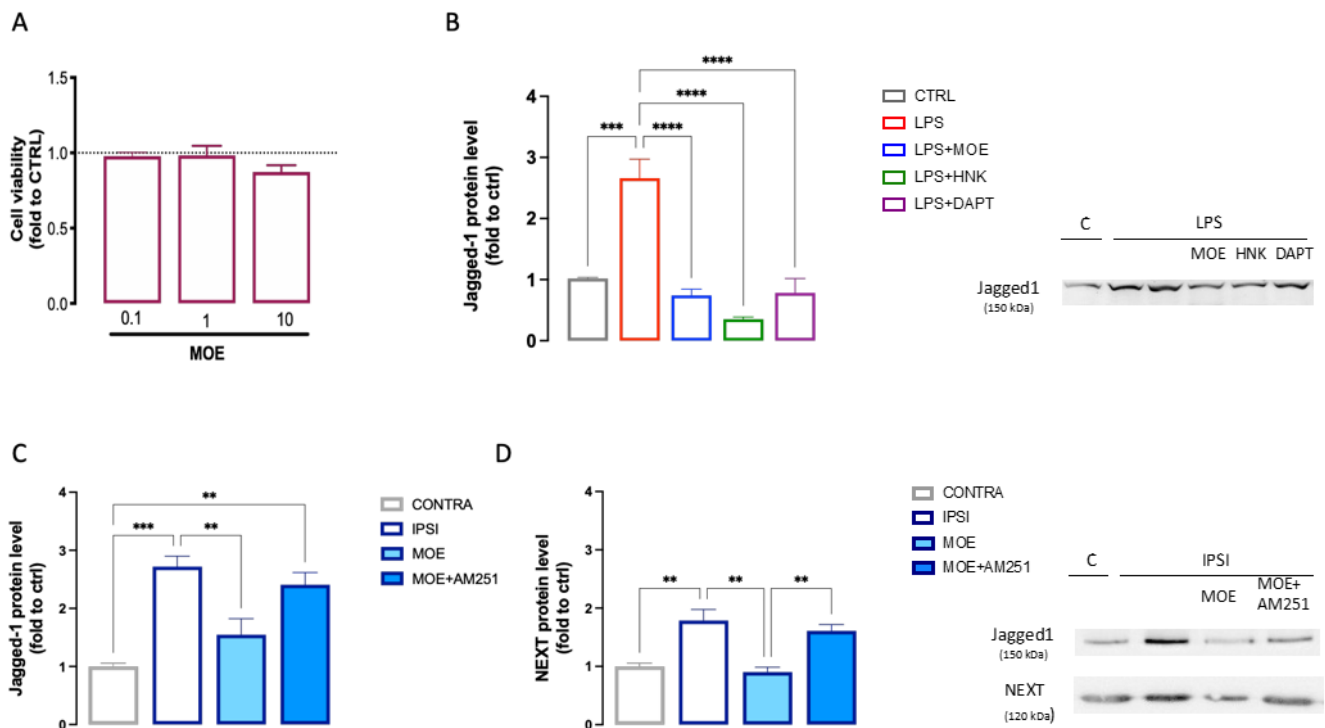 A
Cell viability
(fold to CTRL)
1.5
1.0
0.5
0.0
0.1 1 10
MOE
B
Jagged-1 protein level
(fold to ctrl)
4
3
2
1
0
*** ****
****
****
CTRL
LPS
LPS+MOE
LPS+HNK
LPS+DAPT
C LPS
MOE HNK DAPT
Jagged1
(150 kDa)
C
Jagged-1 protein level
(fold to ctrl)
4
3
2
1
0
**
*** **
CONTRA
IPSI
MOE
MOE+AM251
D
NEXT protein level
(fold to ctrl)
4
3
2
1
0
** ** **
CONTRA
IPSI
MOE
MOE+AM251
C IPSI
MOE MOE+
AM251
Jagged1
(150 kDa)
NEXT
(120 kDa)